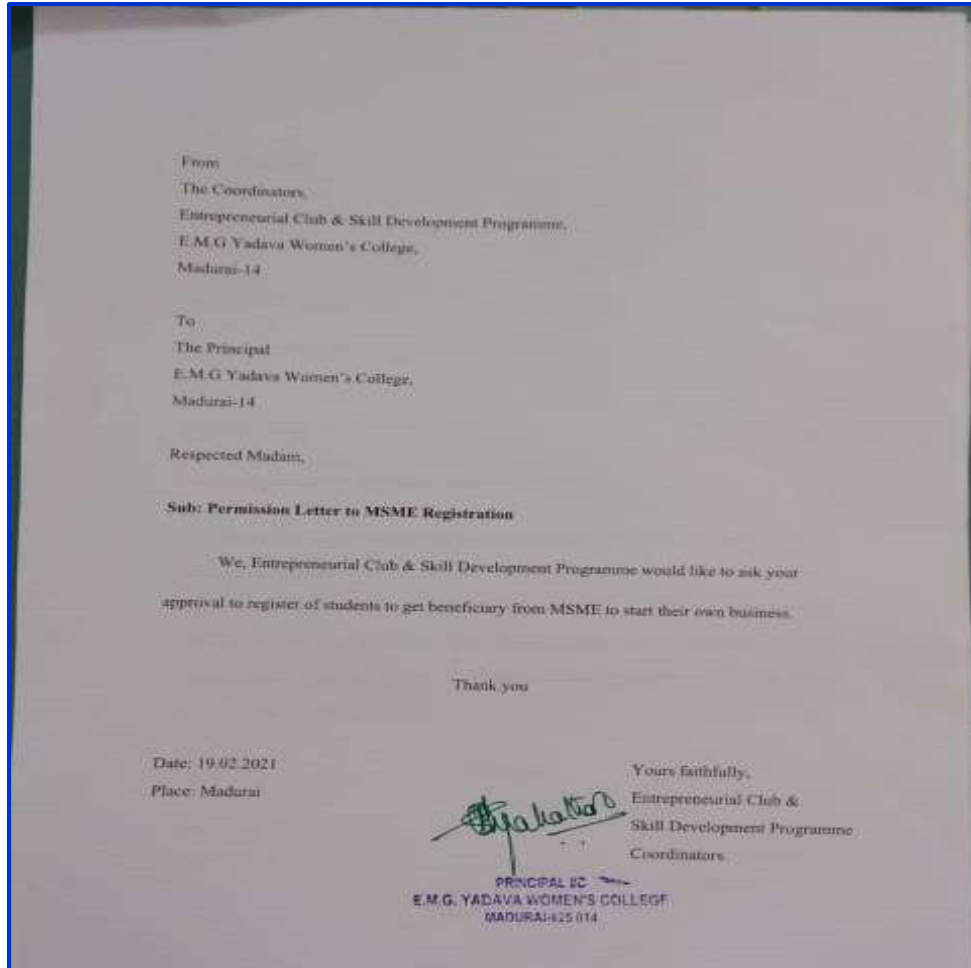 From
The Coordinators,
Entrepreneurial Club & Skill Development Programme,
E.M.G Yadava Women's College,
Madurai-14
To
The Principal
E.M.G Yadava Women's College,
Madurai-14
Respected Madam,
Sub: Permission Letter to MSME Registration
We, Entrepreneurial Club & Skill Development Programme would like to ask your
approval to register of students to get beneficiary from MSME to start their own business.
Thank you
Date: 19.02.2021
Place: Madurai
Yours faithfully,
Entrepreneurial Club &
Skill Development Programme
Coordinators.
PRINCIPAL
E.M.G. YADAVA WOMEN'S COLLEGE
MADURAI-625 014